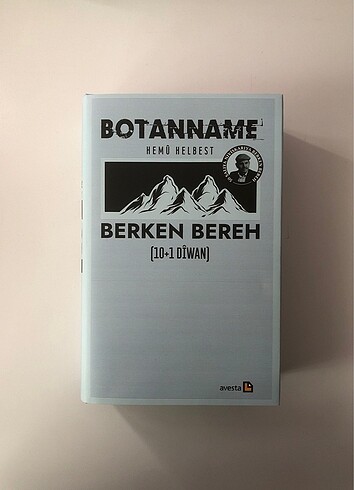 BOTANNAME
HEMÛ HELBEST
BERKEN BEREH
[10+1 DÎWAN]
avesta